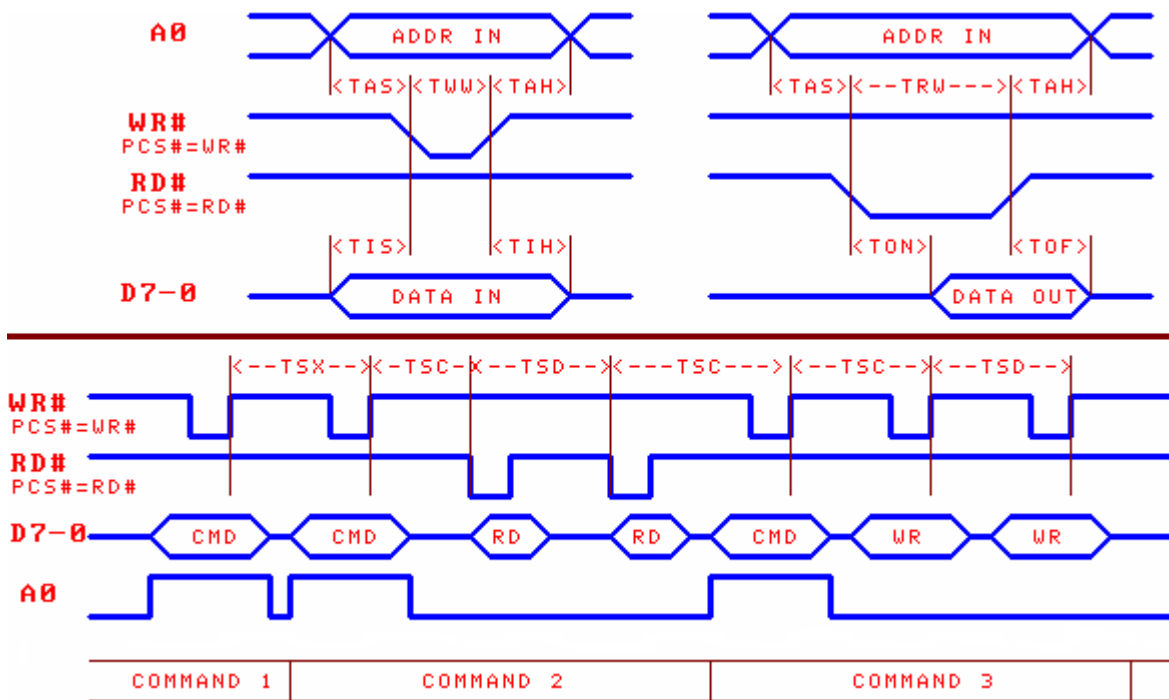 A0 ADDR IN ADDR IN
<TAS><TWW><TAH> <TAS><--TRW---><TAH>
WR#
PCS#=WR#
RD#
PCS#=RD#
<TIS> <TIH> <TON> <TOF>
D7-0 DATA IN DATA OUT
<--TSX--><-TSC-><--TSD--><---TSC---><--TSC--><--TSD-->
WR#
PCS#=WR#
RD#
PCS#=RD#
D7-0 CMD CMD RD RD CMD WR WR
A0
COMMAND 1 COMMAND 2 COMMAND 3